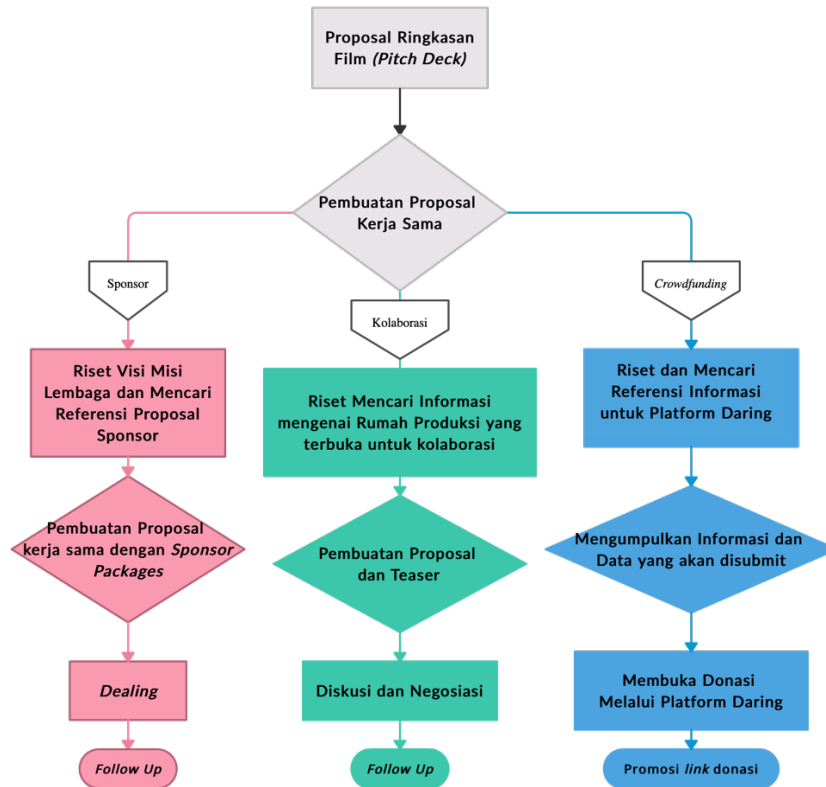 Proposal Ringkasan
Film (Pitch Deck)
Pembuatan Proposal
Kerja Sama
Sponsor
Riset Visi Misi
Lembaga dan Mencari
Referensi Proposal
Sponsor
Pembuatan Proposal
kerja sama dengan Sponsor
Packages
Dealing
Follow Up
Kolaborasi
Riset Mencari Informasi
mengenai Rumah Produksi yang
terbuka untuk kolaborasi
Pembuatan Proposal
dan Teaser
Diskusi dan Negosiasi
Follow Up
Crowdfunding
Riset dan Mencari
Referensi Informasi
untuk Platform Daring
Mengumpulkan Informasi dan
Data yang akan disubmit
Membuka Donasi
Melalui Platform Daring
Promosi link donasi